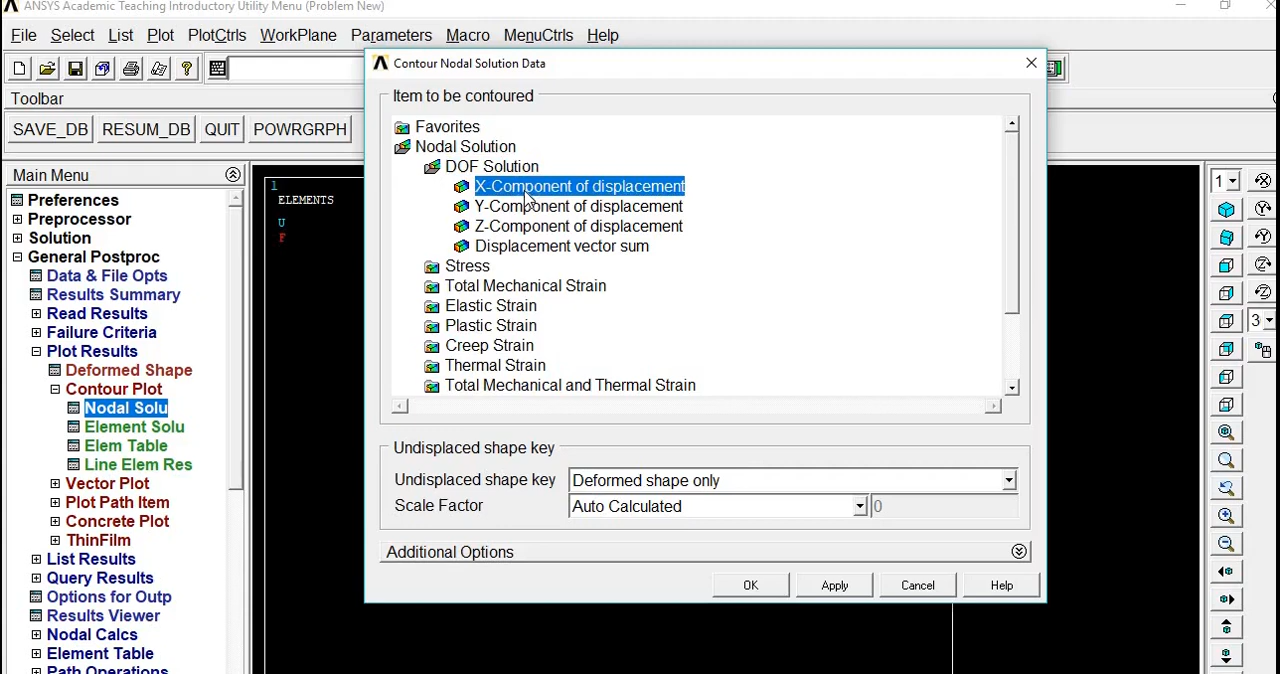 ANSYS Academic Teaching Introductory Utility Menu (Problem New)
File Select List Plot PlotCtrls WorkPlane Parameters Macro MenuCtrls Help
Toolbar
SAVE_DB RESUM_DB QUIT POWRGRPH
Main Menu
Preferences
Preprocessor
Solution
General Postproc
Data & File Opts
Results Summary
Read Results
Failure Criteria
Plot Results
Deformed Shape
Contour Plot
Nodal Solu
Element Solu
Elem Table
Line Elem Res
Vector Plot
Plot Path Item
Concrete Plot
ThinFilm
List Results
Query Results
Options for Outp
Results Viewer
Nodal Calcs
Element Table
Path Operations
1
ELEMENTS
U
F
Contour Nodal Solution Data
Item to be contoured
Favorites
Nodal Solution
DOF Solution
X-Component of displacement
Y-Component of displacement
Z-Component of displacement
Displacement vector sum
Stress
Total Mechanical Strain
Elastic Strain
Plastic Strain
Creep Strain
Thermal Strain
Total Mechanical and Thermal Strain
Undisplaced shape key
Undisplaced shape key Deformed shape only
Scale Factor Auto Calculated 0
Additional Options
OK Apply Cancel Help
1
3